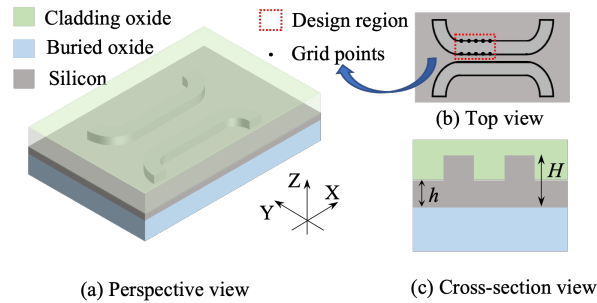 Cladding oxide
Buried oxide
Silicon
Design region
Grid points
(b) Top view
Z
X
Y
h
H
(a) Perspective view
(c) Cross-section view